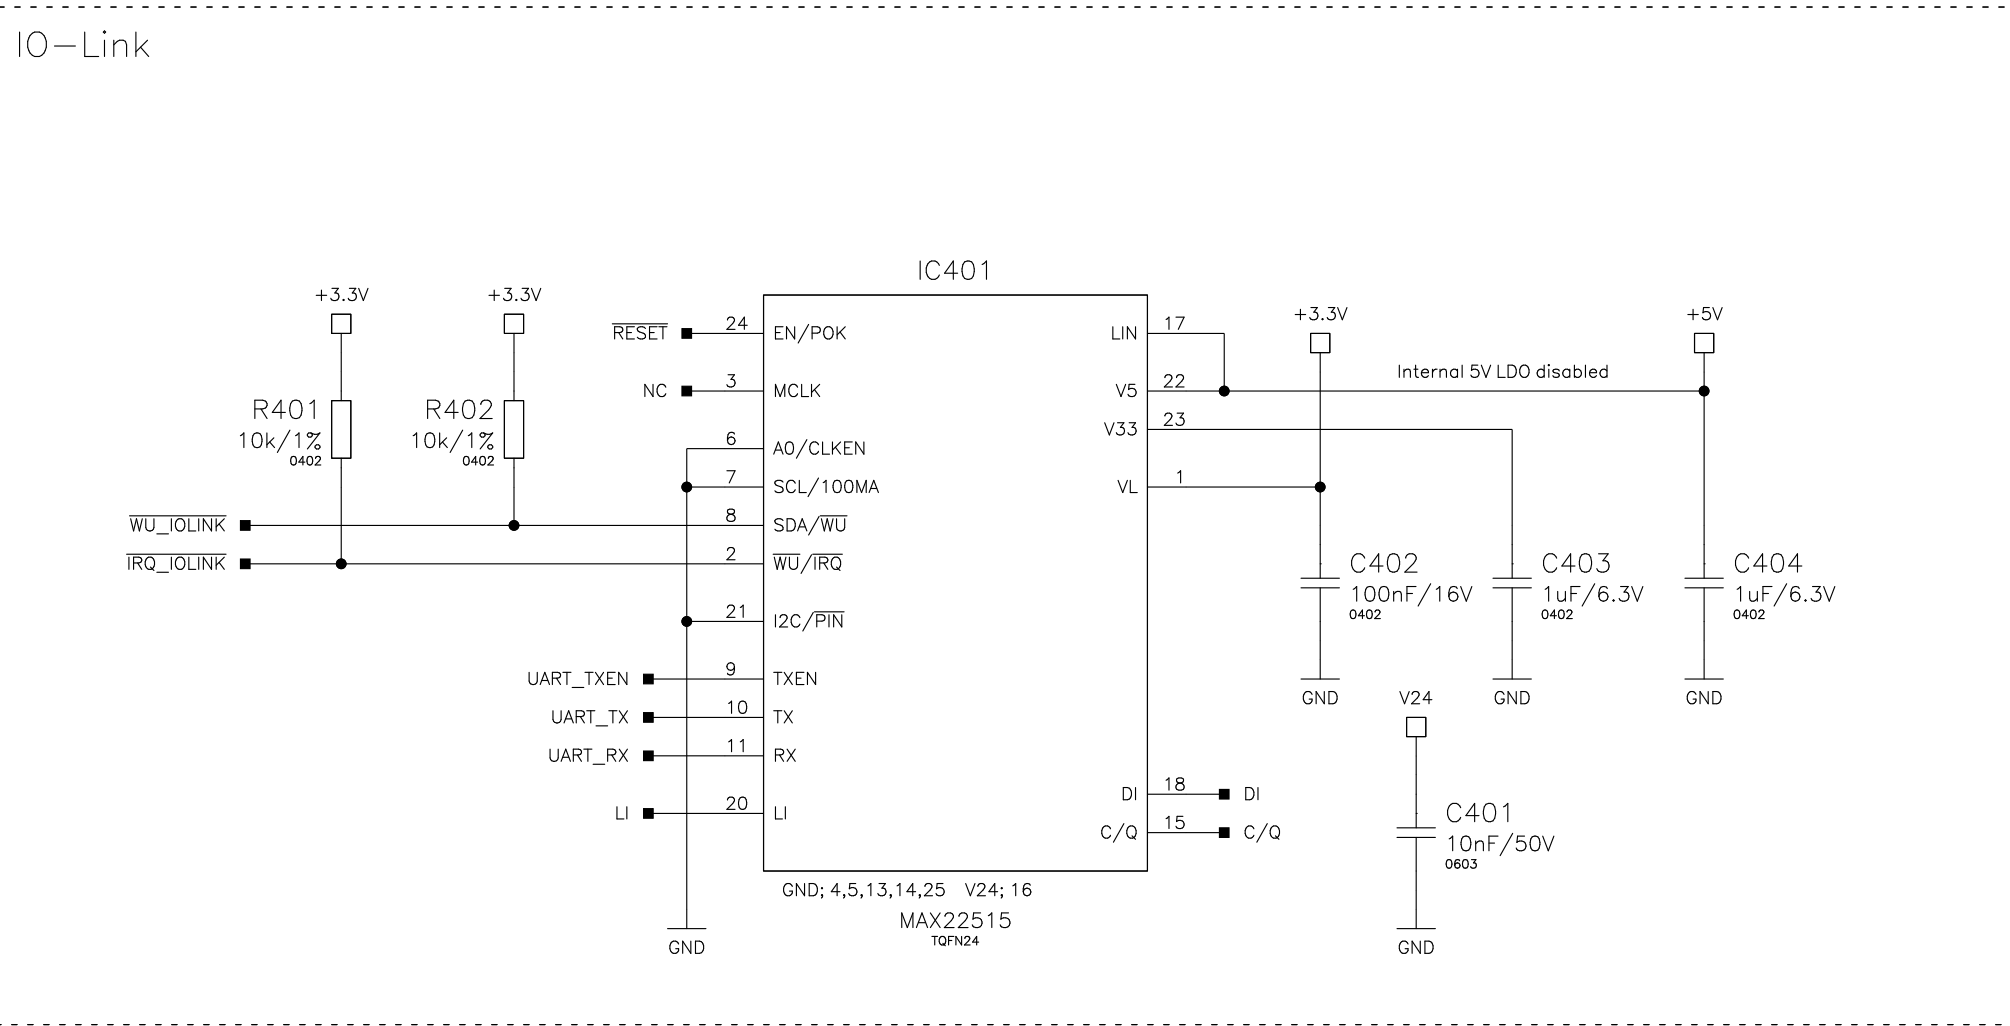 IO-Link
IC401
+3.3V
+3.3V
R401
10k/1%
0402
R402
10k/1%
0402
RESET
24
EN/POK
NC
3
MCLK
6
A0/CLKEN
7
SCL/100MA
WU_IOLINK
8
SDA/WU
IRQ_IOLINK
2
WU/IRQ
21
I2C/PIN
UART_TXEN
9
TXEN
UART_TX
10
TX
UART_RX
11
RX
LI
20
LI
GND
LIN
17
V5
22
V33
23
VL
1
DI
18
DI
C/Q
15
C/Q
GND; 4,5,13,14,25 V24; 16
MAX22515
TQFN24
+3.3V
+5V
Internal 5V LDO disabled
C402
100nF/16V
0402
GND
C403
1uF/6.3V
0402
GND
C404
1uF/6.3V
0402
GND
V24
C401
10nF/50V
0603
GND